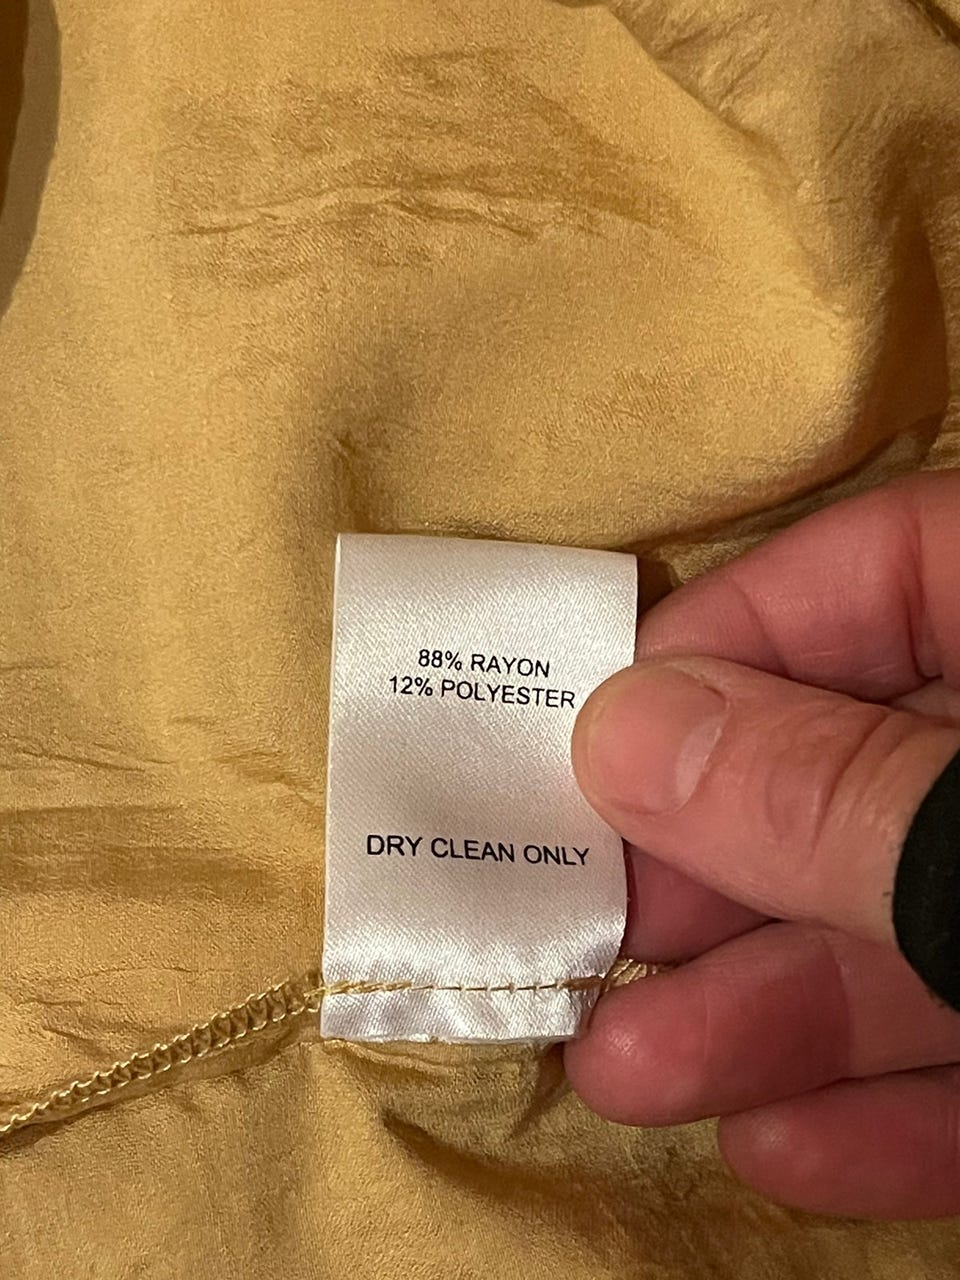 88% RAYON
12% POLYESTER
DRY CLEAN ONLY